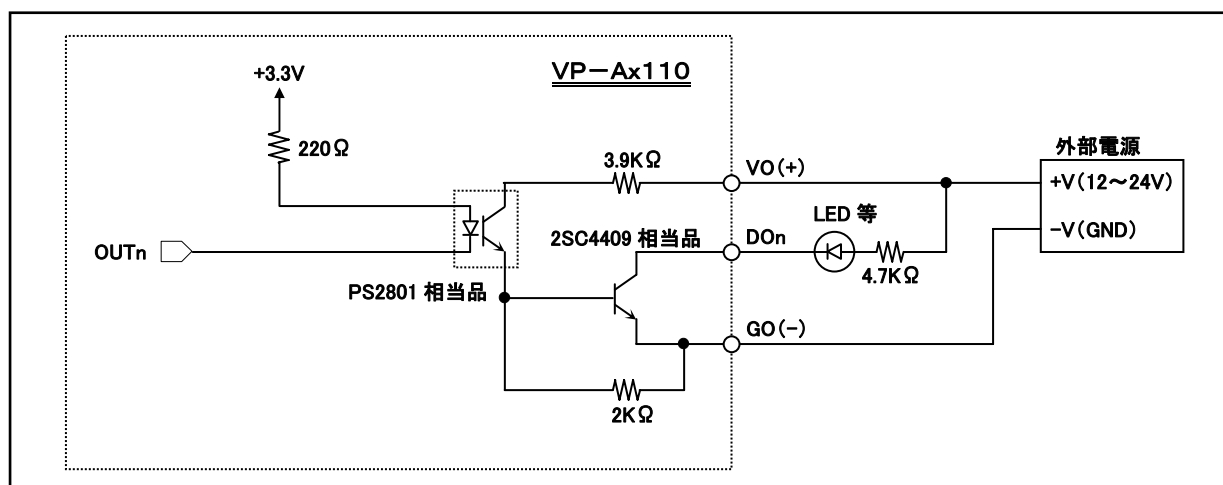 VP-Ax110
+3.3V
220Ω
3.9KΩ
VO(+)
外部電源
+V(12~24V)
-V(GND)
LED 等
2SC4409 相当品
DOn
4.7KΩ
OUTn
PS2801 相当品
GO(-)
2KΩ